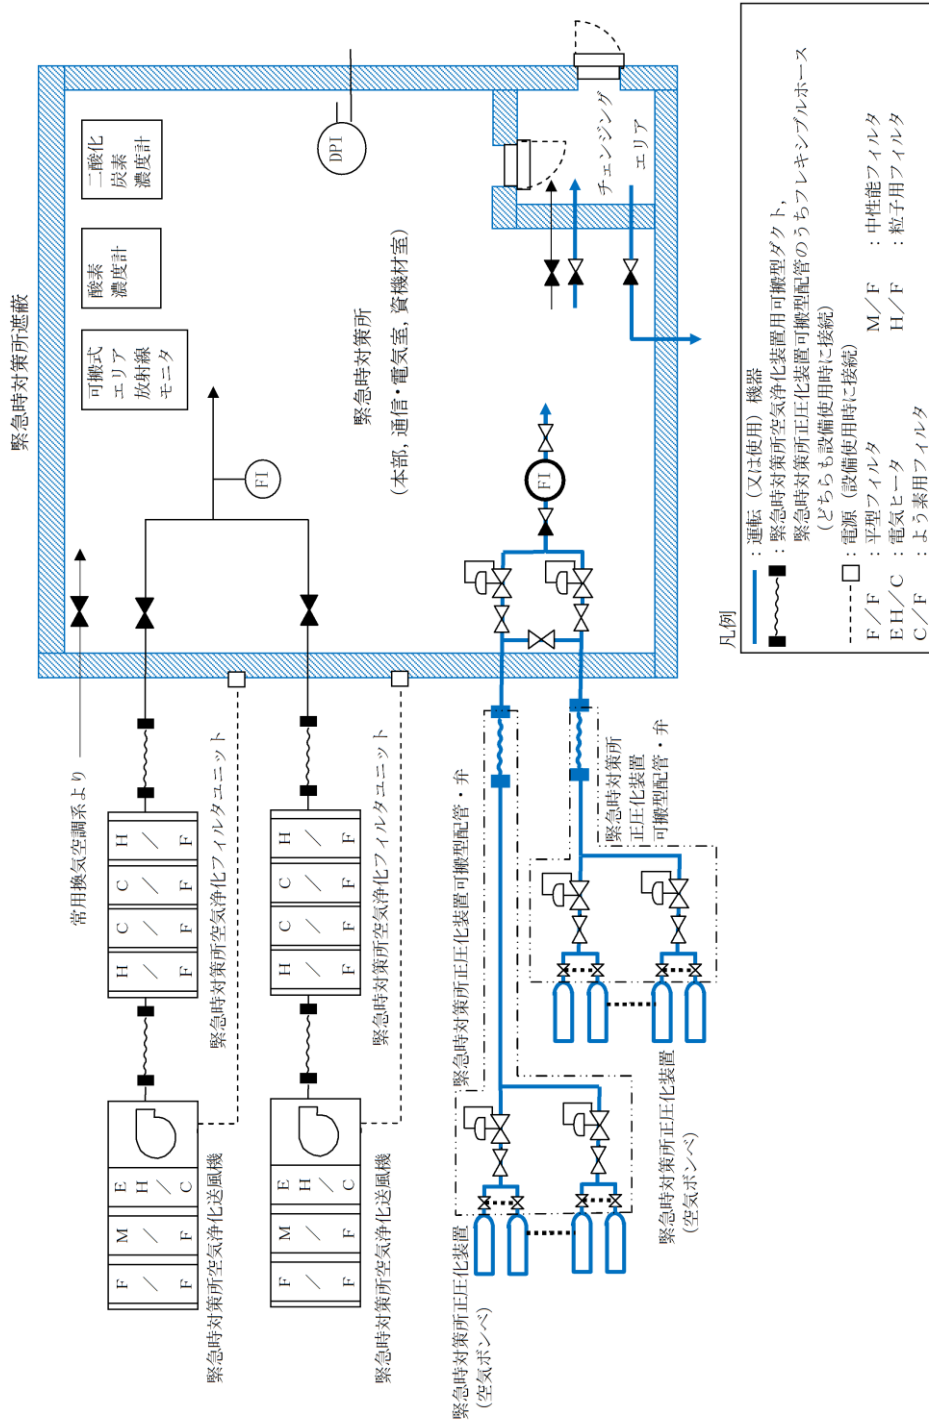 緊急時対策所遮蔽
可搬式
エリア
放射線
モニタ
酸素
濃度計
二酸化
炭素
濃度計
常用換気空調系より
FI
DPI
緊急時対策所
(本部, 通信・電気室, 資機材室)
チェンジング
エリア
F/F
M/F
EH/C
H/F
C/F
C/F
H/F
緊急時対策所空気浄化送風機
緊急時対策所空気浄化フィルタユニット
F/F
M/F
EH/C
H/F
C/F
C/F
H/F
緊急時対策所空気浄化送風機
緊急時対策所空気浄化フィルタユニット
FI
緊急時対策所正圧化装置
(空気ボンベ)
緊急時対策所正圧化装置可搬型配管・弁
緊急時対策所
正圧化装置
可搬型配管・弁
緊急時対策所正圧化装置
(空気ボンベ)
凡例
:運転(又は使用)機器
:緊急時対策所空気浄化装置用可搬型ダクト,
緊急時対策所正圧化装置可搬型配管のうちフレキシブルホース
(どちらも設備使用時に接続)
:電源(設備使用時に接続)
F/F :平型フィルタ M/F :中性能フィルタ
EH/C :電気ヒータ H/F :粒子用フィルタ
C/F :よう素用フィルタ